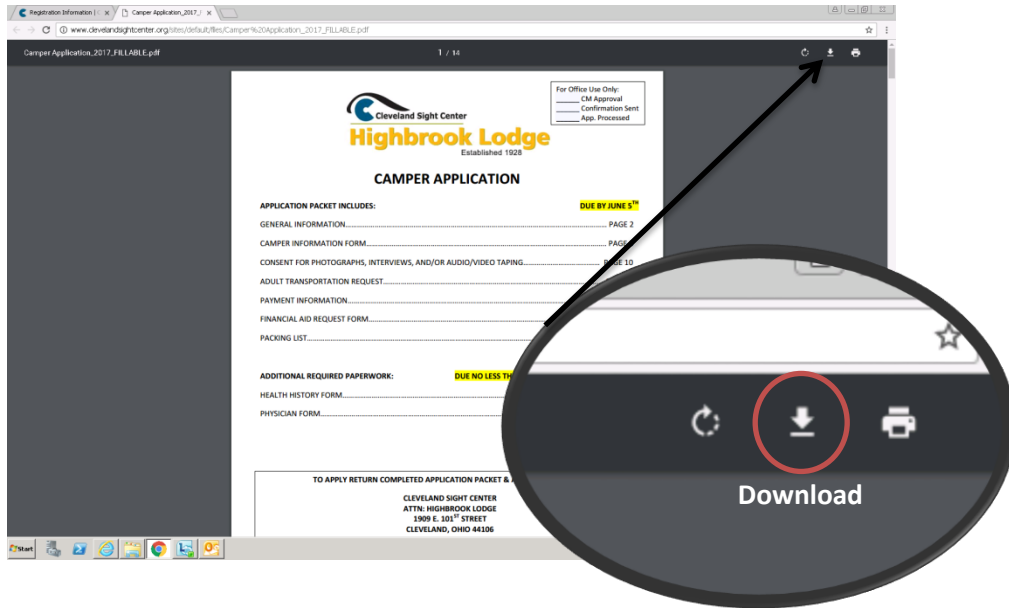 Registration Information | C
Camper Application_2017_F
www.clevelandsightcenter.org/sites/default/files/Camper%20Application_2017_FILLABLE.pdf
Camper Application_2017_FILLABLE.pdf
1 / 14
For Office Use Only:
CM Approval
Confirmation Sent
App. Processed
Cleveland Sight Center
Highbrook Lodge
Established 1928
CAMPER APPLICATION
APPLICATION PACKET INCLUDES: DUE BY JUNE 5TH
GENERAL INFORMATION PAGE 2
CAMPER INFORMATION FORM PAGE
CONSENT FOR PHOTOGRAPHS, INTERVIEWS, AND/OR AUDIO/VIDEO TAPING PAGE 10
ADULT TRANSPORTATION REQUEST
PAYMENT INFORMATION
FINANCIAL AID REQUEST FORM
PACKING LIST
ADDITIONAL REQUIRED PAPERWORK: DUE NO LESS TH
HEALTH HISTORY FORM
PHYSICIAN FORM
TO APPLY RETURN COMPLETED APPLICATION PACKET &
CLEVELAND SIGHT CENTER
ATTN: HIGHBROOK LODGE
1909 E. 101ST STREET
CLEVELAND, OHIO 44106
Download
Start